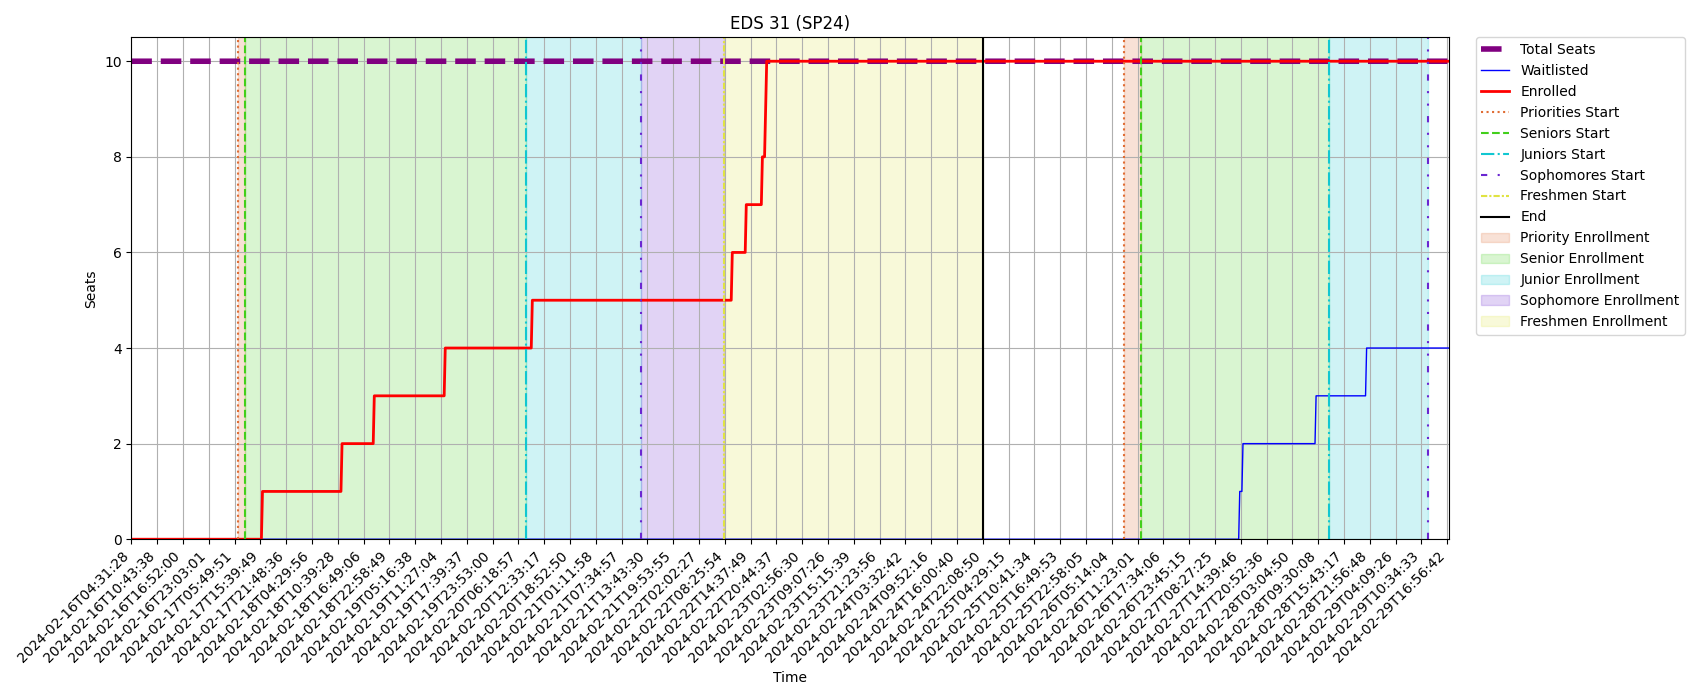 EDS 31 (SP24)
10
8
6
4
2
0
Seats
2024-02-16T04:31:28
2024-02-16T10:43:38
2024-02-16T16:52:00
2024-02-16T23:03:01
2024-02-17T05:49:51
2024-02-17T15:39:49
2024-02-17T21:48:36
2024-02-18T04:29:56
2024-02-18T10:39:28
2024-02-18T16:49:06
2024-02-18T22:58:49
2024-02-19T05:16:38
2024-02-19T11:27:04
2024-02-19T17:39:37
2024-02-19T23:53:00
2024-02-20T06:18:57
2024-02-20T12:33:17
2024-02-20T18:52:50
2024-02-21T01:11:58
2024-02-21T07:34:57
2024-02-21T13:43:30
2024-02-21T19:53:55
2024-02-22T02:02:27
2024-02-22T08:25:54
2024-02-22T14:37:49
2024-02-22T20:44:37
2024-02-23T02:56:30
2024-02-23T09:07:26
2024-02-23T15:15:39
2024-02-23T21:23:56
2024-02-24T03:32:42
2024-02-24T09:52:16
2024-02-24T16:00:40
2024-02-24T22:08:50
2024-02-25T04:29:15
2024-02-25T10:41:34
2024-02-25T16:49:53
2024-02-25T22:58:05
2024-02-26T05:14:04
2024-02-26T11:23:01
2024-02-26T17:34:06
2024-02-26T23:45:15
2024-02-27T08:27:25
2024-02-27T14:39:46
2024-02-27T20:52:36
2024-02-28T03:04:50
2024-02-28T09:30:08
2024-02-28T15:43:17
2024-02-28T21:56:48
2024-02-29T04:09:26
2024-02-29T10:34:33
2024-02-29T16:56:42
Time
Total Seats
Waitlisted
Enrolled
Priorities Start
Seniors Start
Juniors Start
Sophomores Start
Freshmen Start
End
Priority Enrollment
Senior Enrollment
Junior Enrollment
Sophomore Enrollment
Freshmen Enrollment